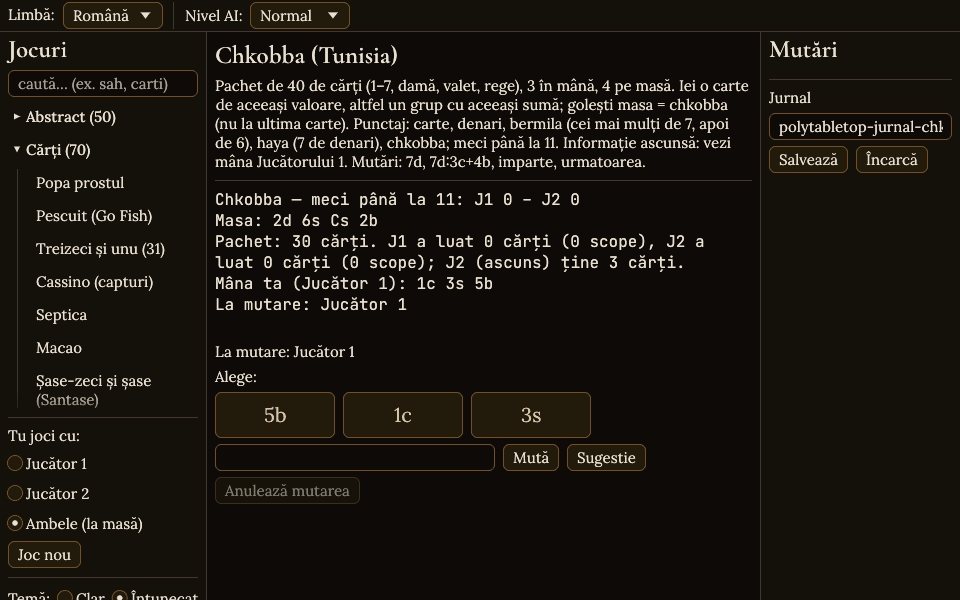 Limbă: Română ▼ Nivel AI: Normal ▼
Jocuri
caută... (ex. sah, carti)
▸ Abstract (50)
▾ Cărți (70)
Popa prostul
Pescuit (Go Fish)
Treizeci și unu (31)
Cassino (capturi)
Septica
Macao
Șase-zeci și șase
(Santase)
Tu joci cu:
Jucător 1
Jucător 2
Ambele (la masă)
Joc nou
Temă: Clar Întunecat
Chkobba (Tunisia)
Pachet de 40 de cărți (1–7, damă, valet, rege), 3 în mână, 4 pe masă. Iei o carte
de aceeași valoare, altfel un grup cu aceeași sumă; golești masa = chkobba
(nu la ultima carte). Punctaj: carte, denari, bermila (cei mai mulți de 7, apoi
de 6), haya (7 de denari), chkobba; meci până la 11. Informație ascunsă: vezi
mâna Jucătorului 1. Mutări: 7d, 7d:3c+4b, imparte, urmatoarea.
Chkobba — meci până la 11: J1 0 – J2 0
Masa: 2d 6s Cs 2b
Pachet: 30 cărți. J1 a luat 0 cărți (0 scope), J2 a
luat 0 cărți (0 scope); J2 (ascuns) ține 3 cărți.
Mâna ta (Jucător 1): 1c 3s 5b
La mutare: Jucător 1
La mutare: Jucător 1
Alege:
5b 1c 3s
Mută Sugestie
Anulează mutarea
Mutări
Jurnal
polytabletop-jurnal-chk
Salvează Încarcă